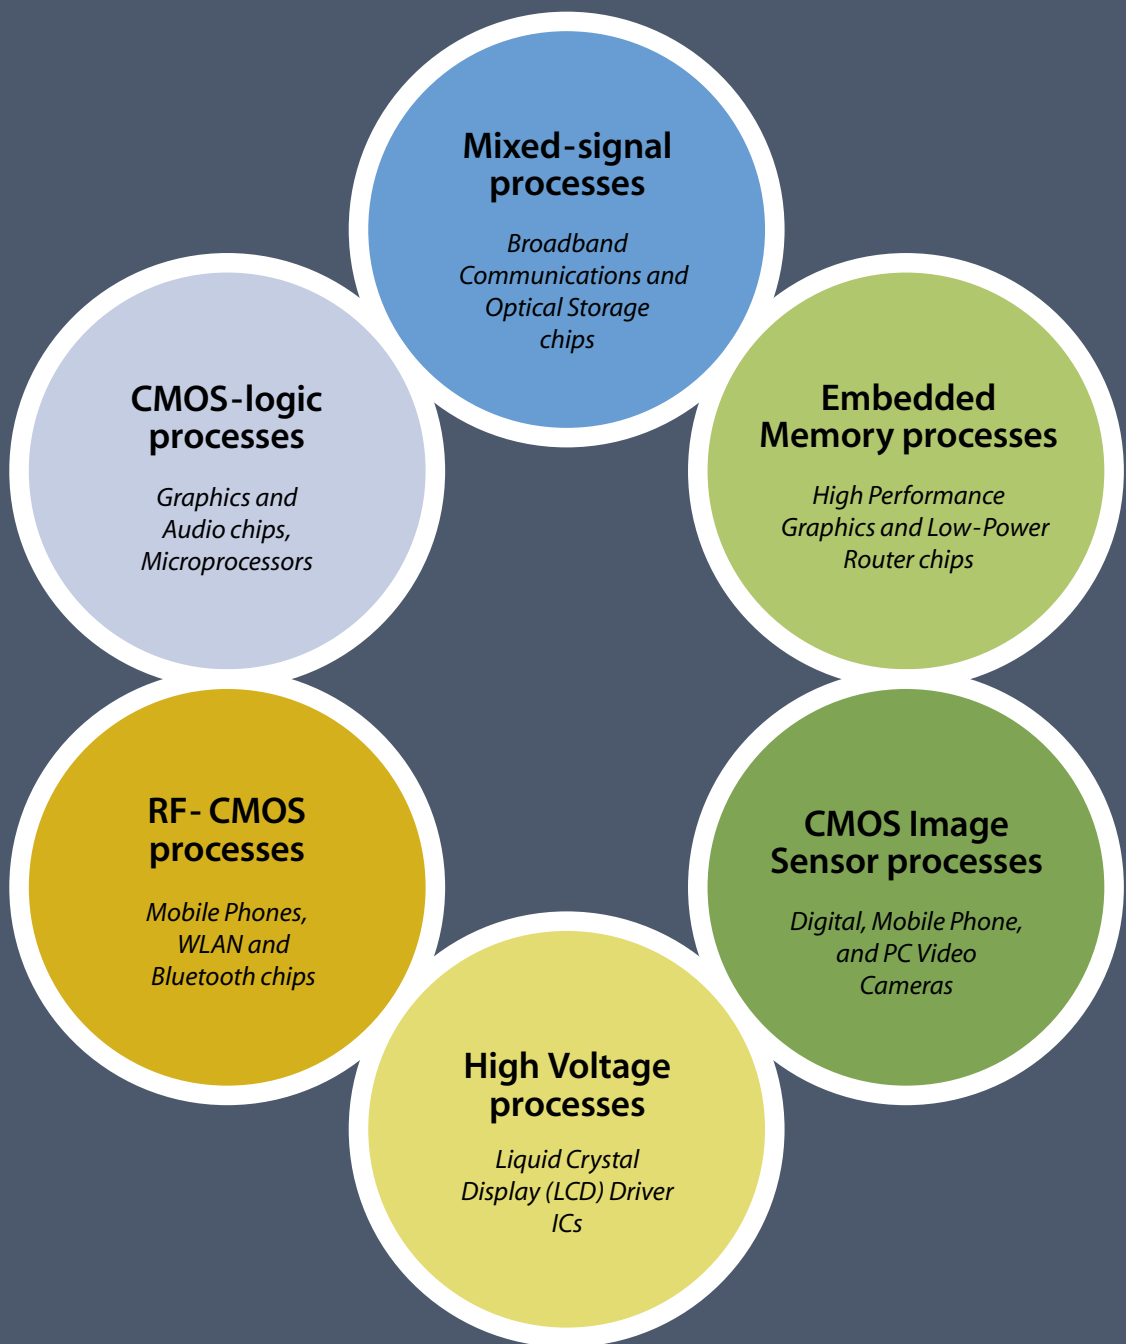 Mixed-signal
processes
Broadband
Communications and
Optical Storage
chips
CMOS-logic
processes
Graphics and
Audio chips,
Microprocessors
Embedded
Memory processes
High Performance
Graphics and Low-Power
Router chips
RF- CMOS
processes
Mobile Phones,
WLAN and
Bluetooth chips
CMOS Image
Sensor processes
Digital, Mobile Phone,
and PC Video
Cameras
High Voltage
processes
Liquid Crystal
Display (LCD) Driver
ICs